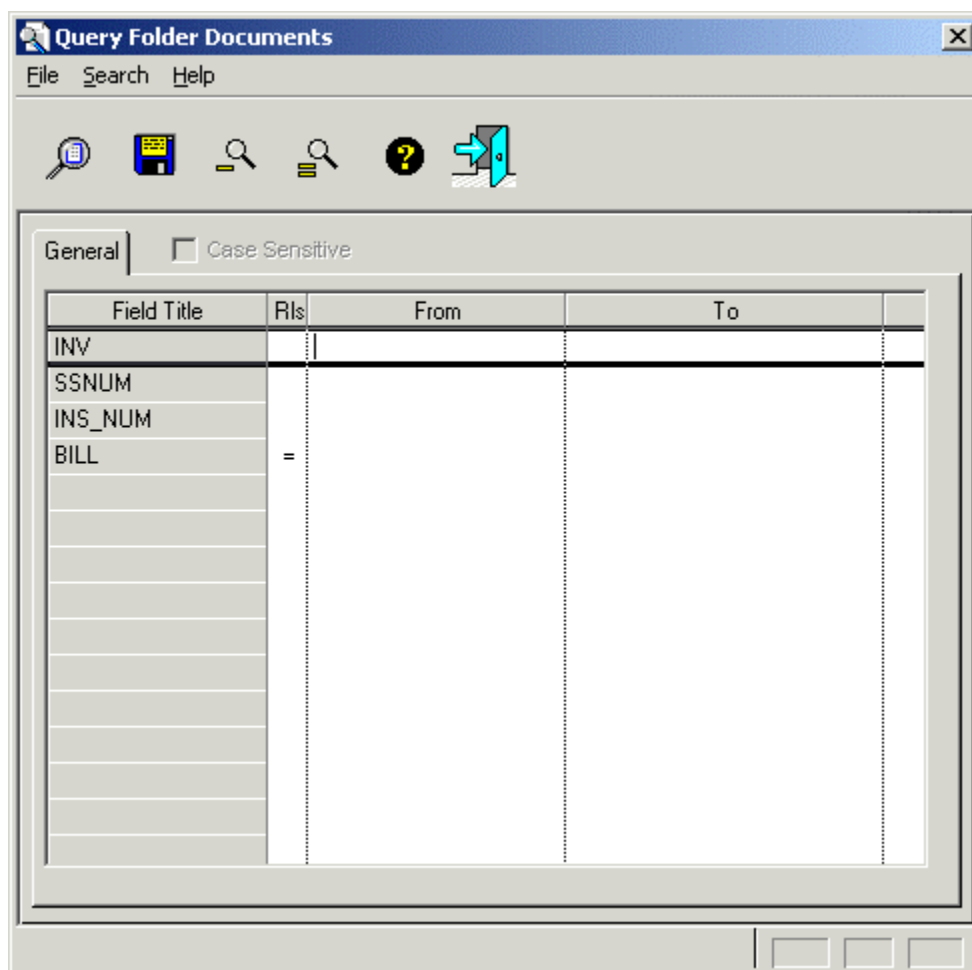 Query Folder Documents
File Search Help
General Case Sensitive
Field Title Rls From To
INV
SSNUM
INS_NUM
BILL =